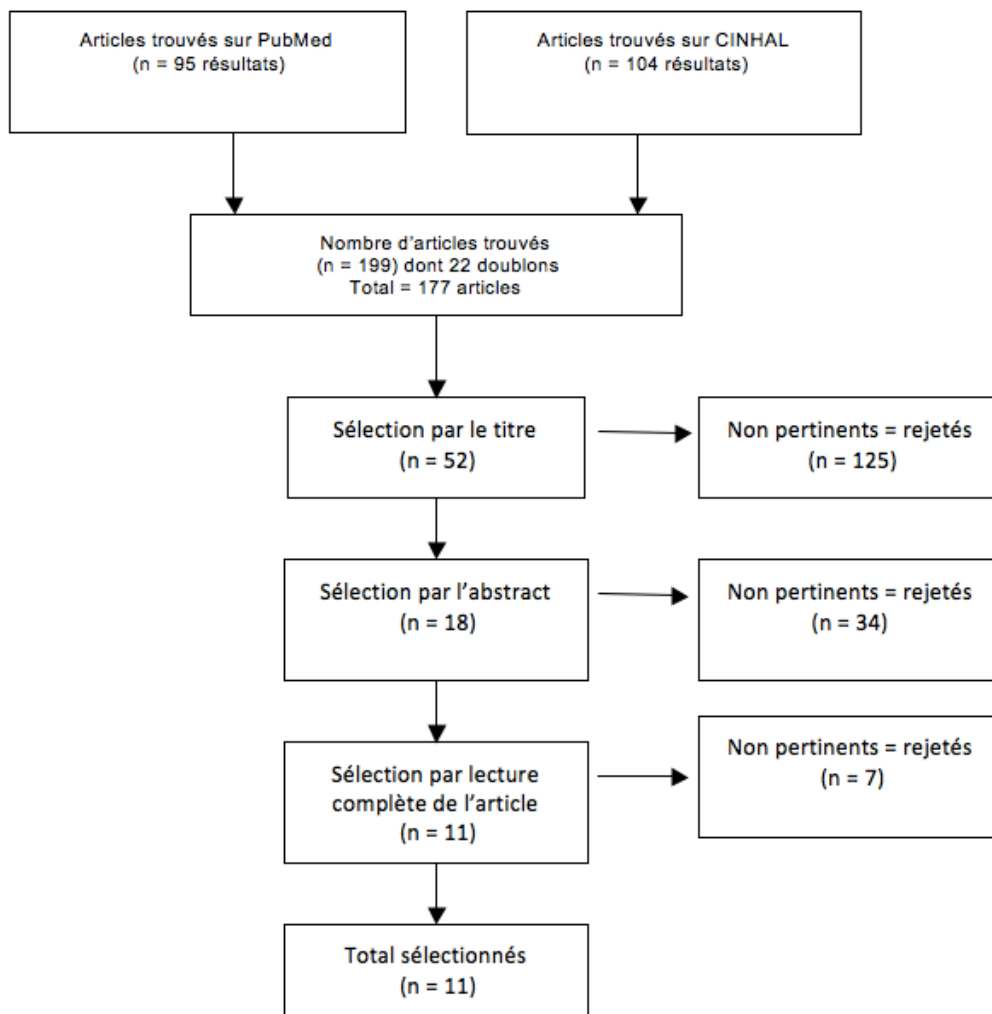 Articles trouvés sur PubMed
(n = 95 résultats)
Articles trouvés sur CINHAL
(n = 104 résultats)
Nombre d’articles trouvés
(n = 199) dont 22 doublons
Total = 177 articles
Sélection par le titre
(n = 52)
Non pertinents = rejetés
(n = 125)
Sélection par l’abstract
(n = 18)
Non pertinents = rejetés
(n = 34)
Sélection par lecture
complète de l’article
(n = 11)
Non pertinents = rejetés
(n = 7)
Total sélectionnés
(n = 11)